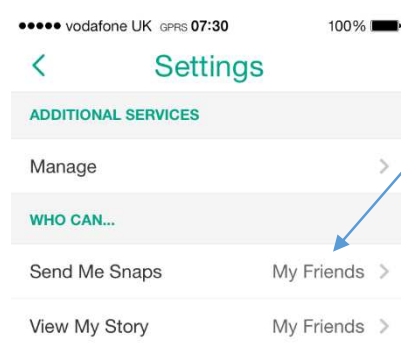 vodafone UK GPRS 07:30 100%
Settings
ADDITIONAL SERVICES
Manage
WHO CAN...
Send Me Snaps My Friends
View My Story My Friends